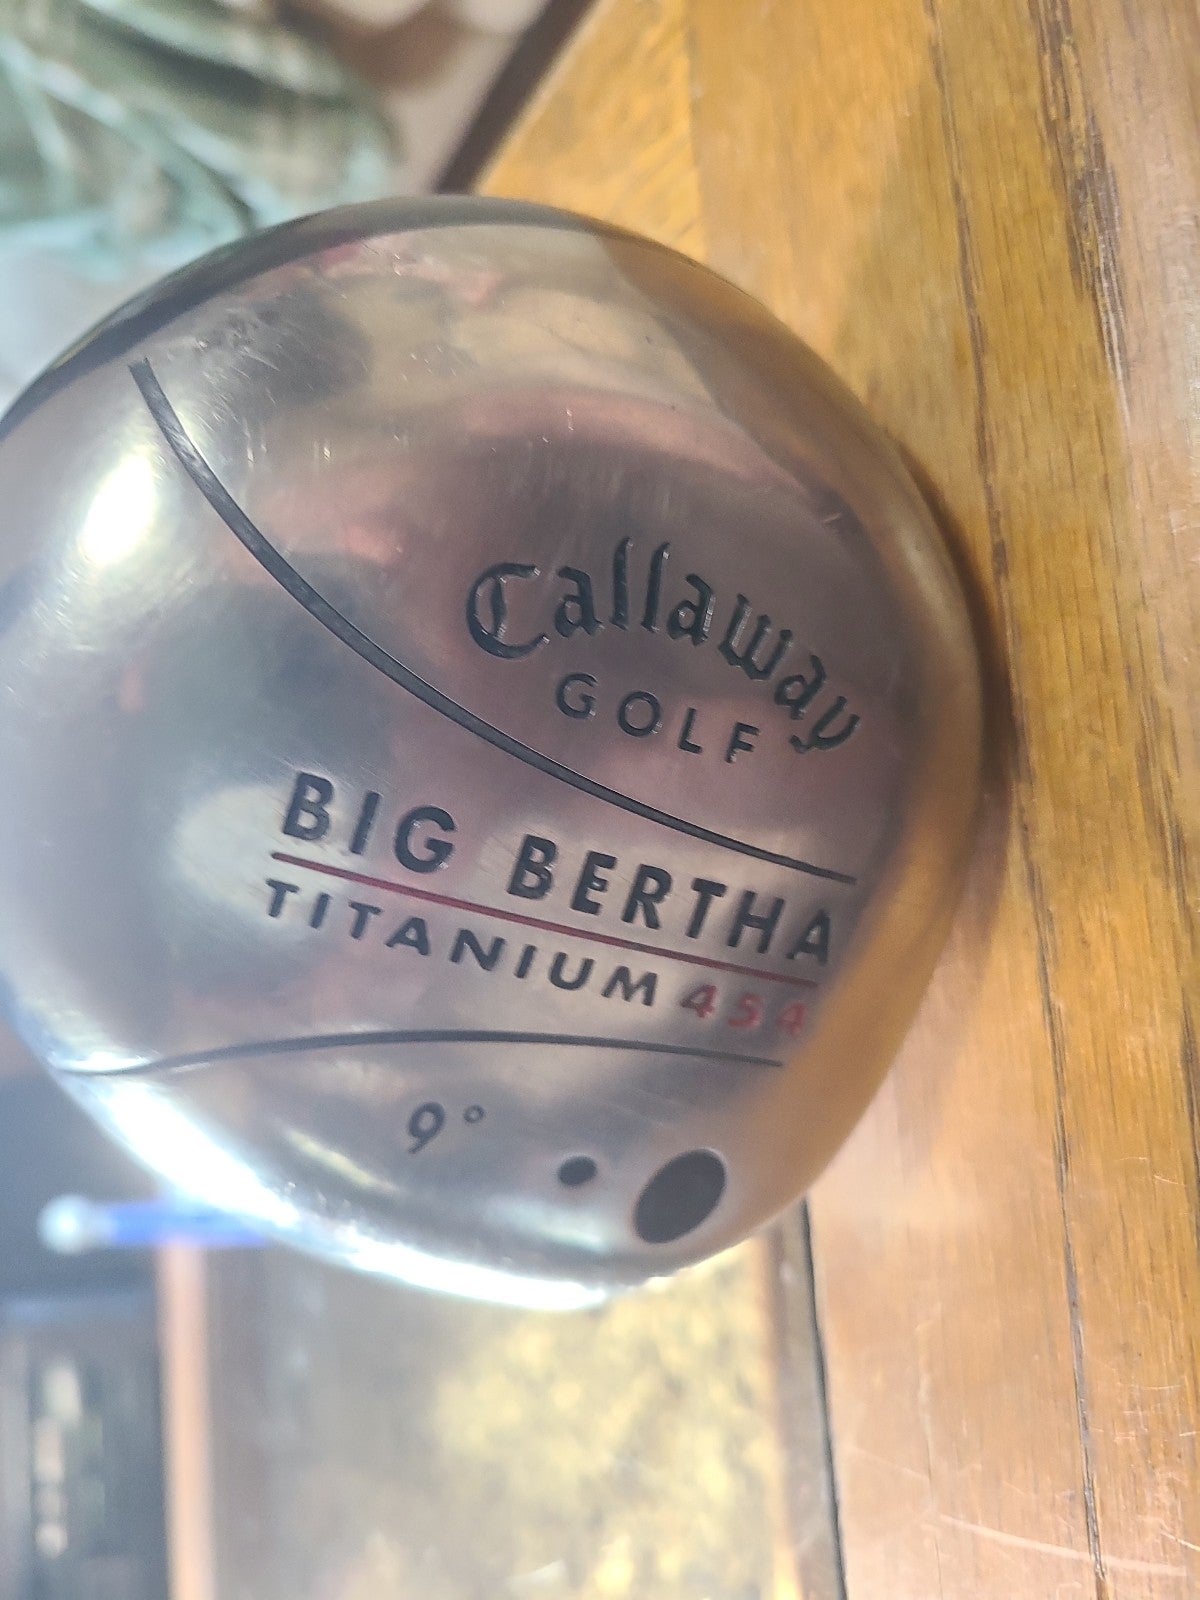 Callaway
GOLF
BIG BERTHA
TITANIUM 454
9°